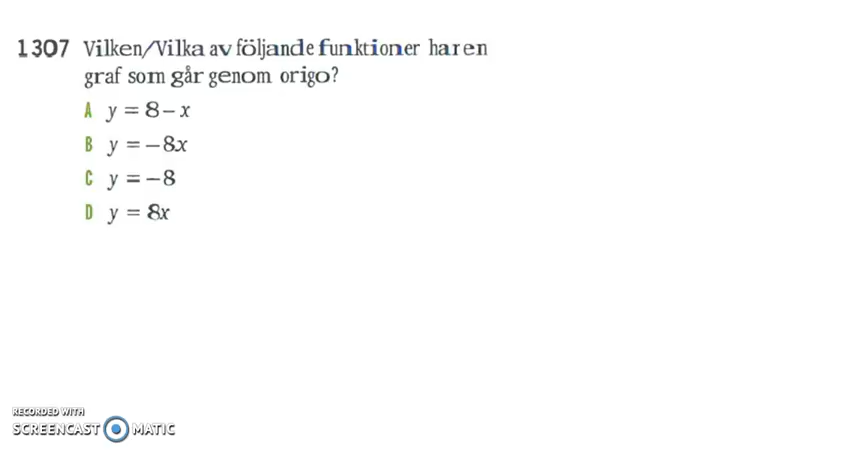 1307 Vilken/Vilka av följande funktioner har en
graf som går genom origo?
A y = 8 – x
B y = –8x
C y = –8
D y = 8x
RECORDED WITH
SCREENCAST MATIC